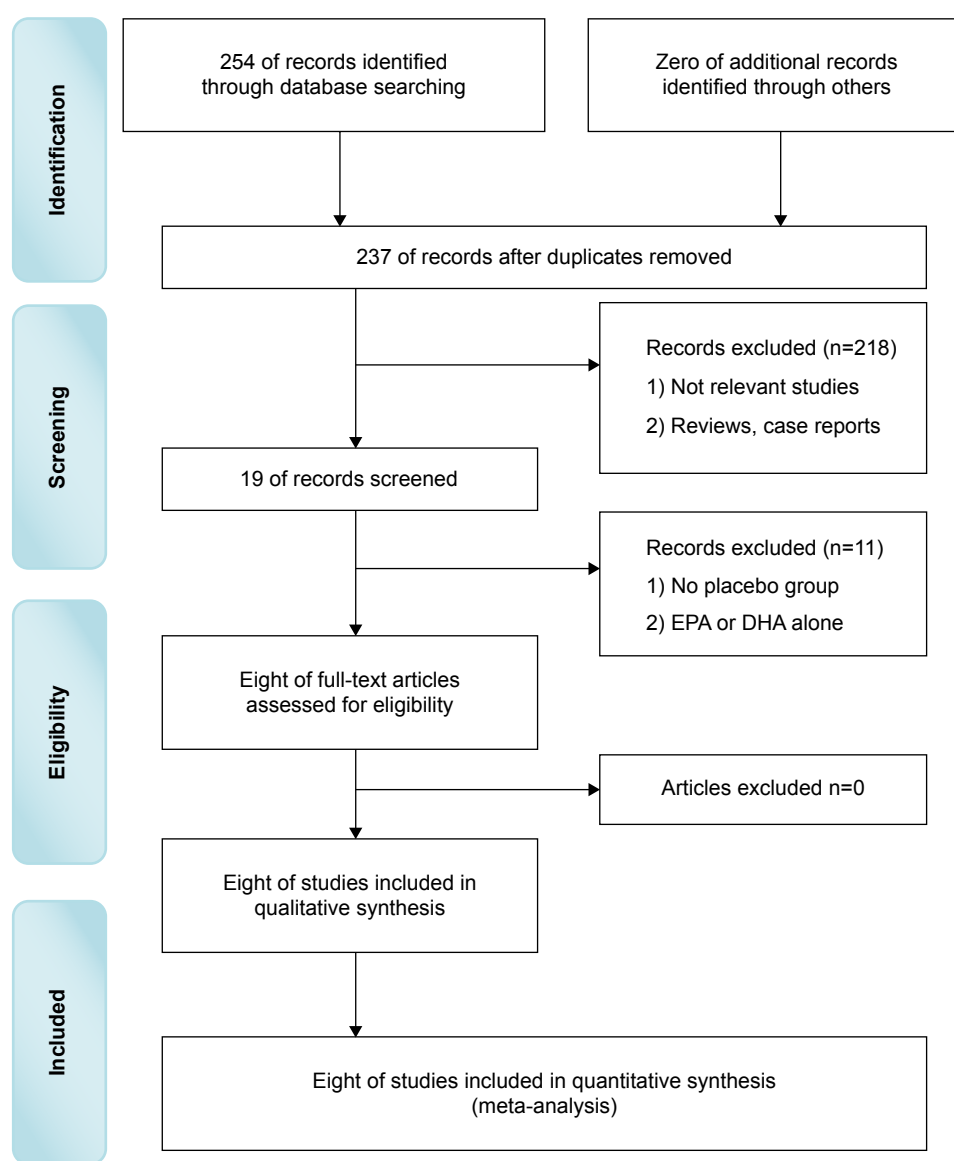 Identification
254 of records identified
through database searching
Zero of additional records
identified through others
237 of records after duplicates removed
Screening
Records excluded (n=218)
1) Not relevant studies
2) Reviews, case reports
19 of records screened
Records excluded (n=11)
1) No placebo group
2) EPA or DHA alone
Eligibility
Eight of full-text articles
assessed for eligibility
Articles excluded n=0
Eight of studies included in
qualitative synthesis
Included
Eight of studies included in quantitative synthesis
(meta-analysis)